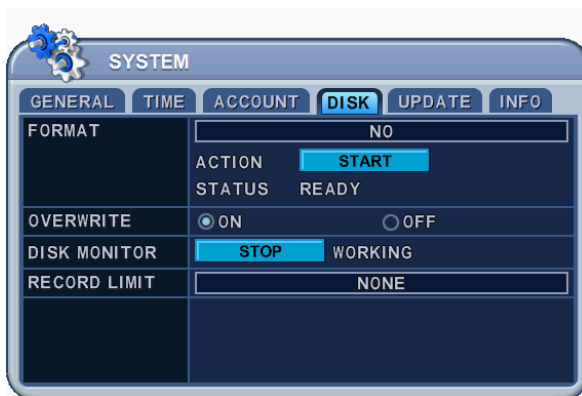 SYSTEM
GENERAL TIME ACCOUNT DISK UPDATE INFO
FORMAT NO
ACTION START
STATUS READY
OVERWRITE ON OFF
DISK MONITOR STOP WORKING
RECORD LIMIT NONE